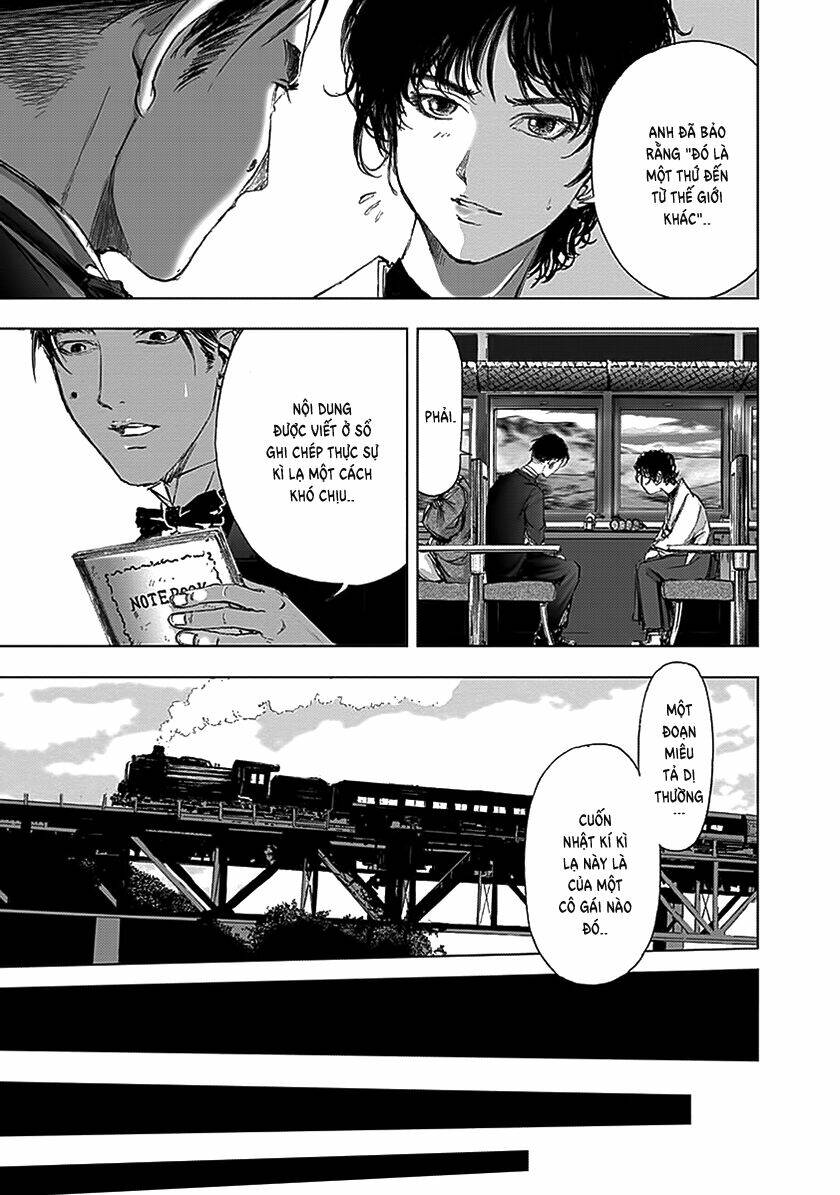 ANH ĐÃ BẢO
RẰNG "ĐÓ LÀ
MỘT THỨ ĐẾN
TỪ THẾ GIỚI
KHÁC"..
PHẢI.
NỘI DUNG
ĐƯỢC VIẾT Ở SỔ
GHI CHÉP THỰC SỰ
KÌ LẠ MỘT CÁCH
KHÓ CHỊU..
NOTEBOOK
MỘT
ĐOẠN
MIÊU
TẢ DỊ
THƯỜNG
...
CUỐN
NHẬT KÍ KÌ
LẠ NÀY LÀ
CỦA MỘT
CÔ GÁI NÀO
ĐÓ..